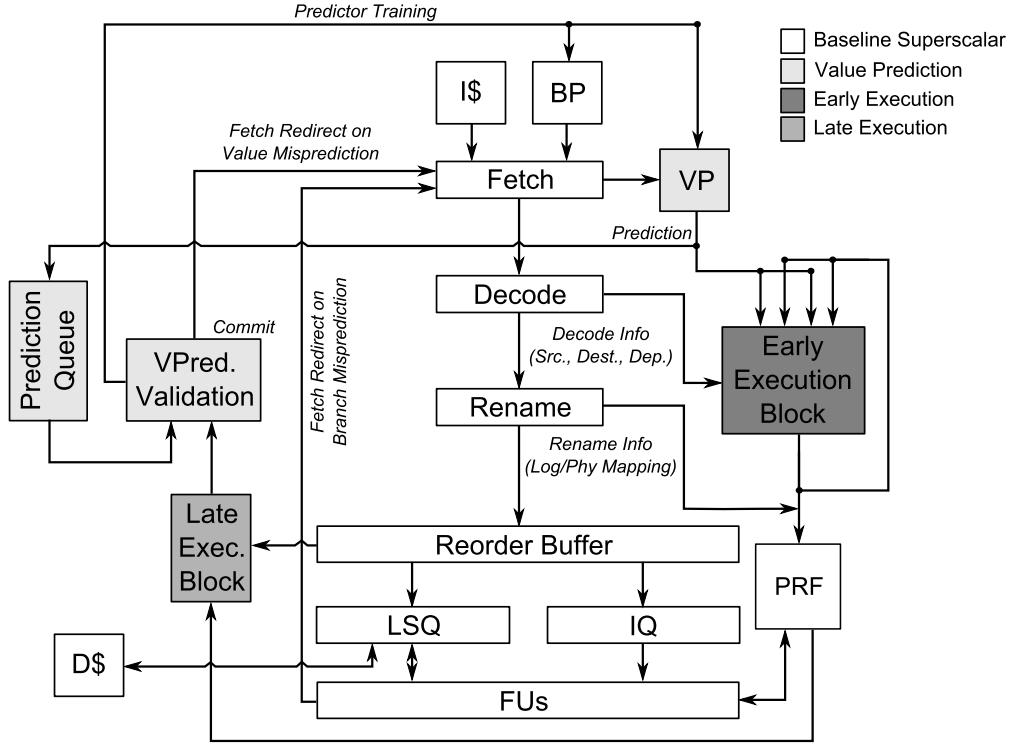 Predictor Training
Baseline Superscalar
Value Prediction
Early Execution
Late Execution
I$
BP
Fetch Redirect on
Value Misprediction
Fetch
VP
Prediction
Prediction
Queue
Decode
Commit
VPred.
Validation
Fetch Redirect on
Branch Misprediction
Decode Info
(Src., Dest., Dep.)
Early
Execution
Block
Rename
Rename Info
(Log/Phy Mapping)
Late
Exec.
Block
Reorder Buffer
PRF
LSQ
IQ
D$
FUs